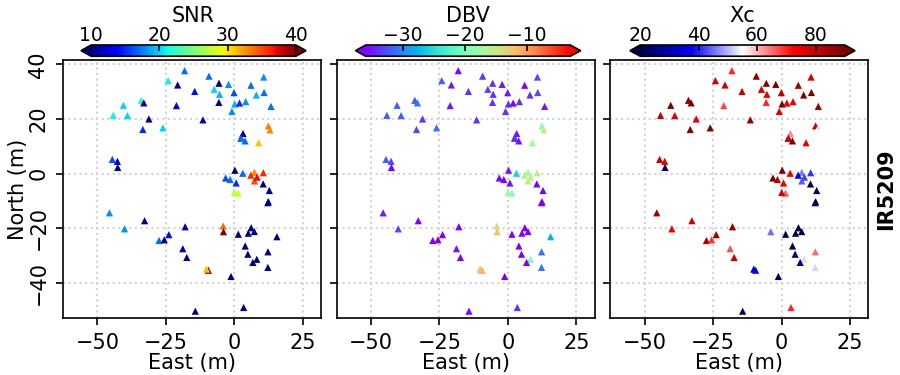 SNR DBV Xc
10 20 30 40 −30 −20 −10 20 40 60 80
40
20
0
−20
−40
North (m)
−50 −25 0 25 −50 −25 0 25 −50 −25 0 25
East (m) East (m) East (m)
IR5209